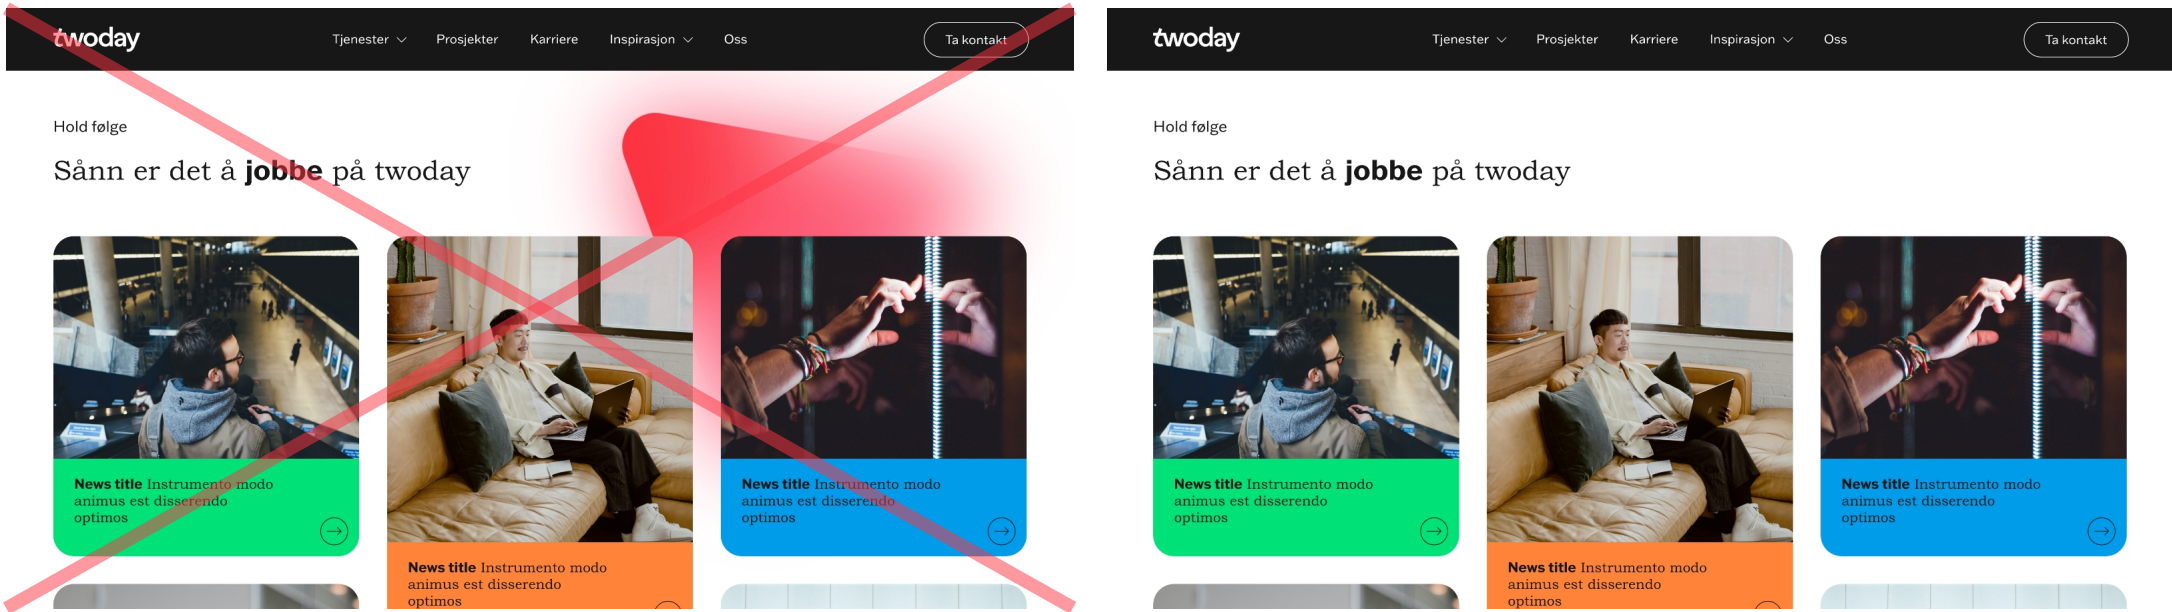 twoday Tjenester Prosjekter Karriere Inspirasjon Oss Ta kontakt
Hold følge
Sånn er det å jobbe på twoday
News title Instrumento modo
animus est disserendo
optimos
News title Instrumento modo
animus est disserendo
optimos
News title Instrumento modo
animus est disserendo
optimos
twoday Tjenester Prosjekter Karriere Inspirasjon Oss Ta kontakt
Hold følge
Sånn er det å jobbe på twoday
News title Instrumento modo
animus est disserendo
optimos
News title Instrumento modo
animus est disserendo
optimos
News title Instrumento modo
animus est disserendo
optimos